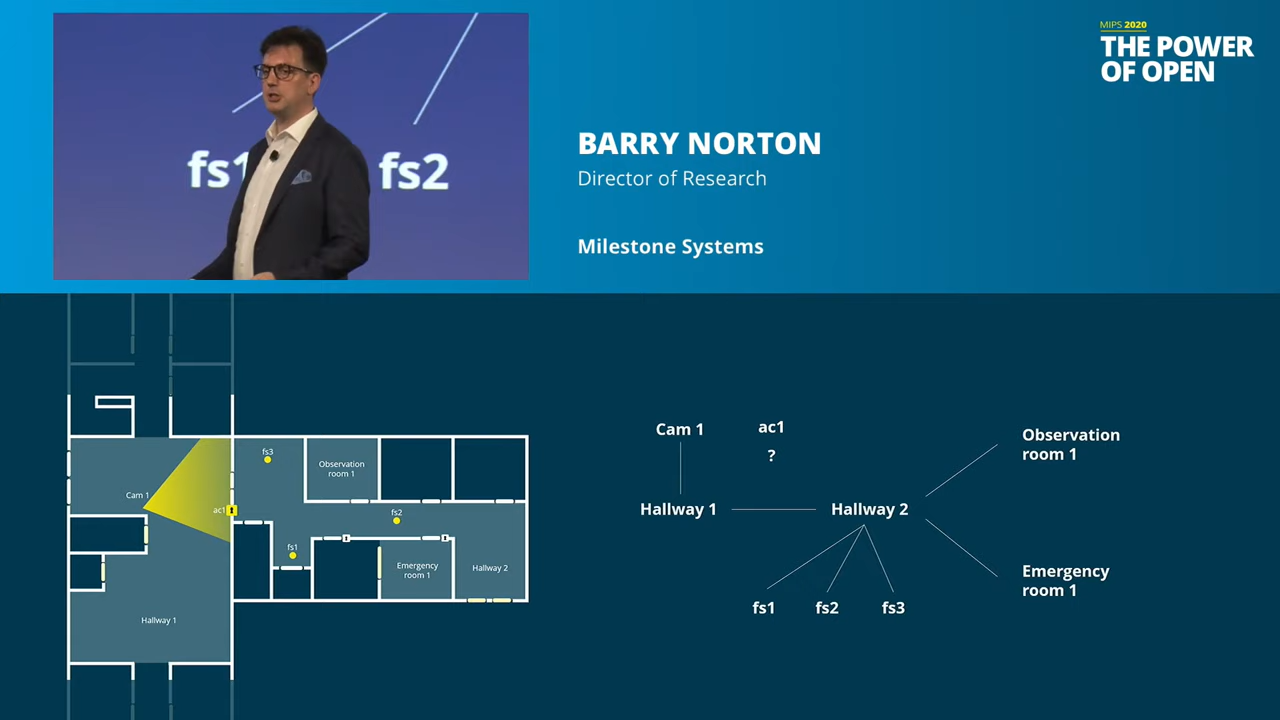 MIPS 2020
THE POWER
OF OPEN
fs1
fs2
BARRY NORTON
Director of Research
Milestone Systems
fs3
Observation
room 1
Cam 1
ac1
fs2
fs1
Emergency
room 1
Hallway 2
Hallway 1
Cam 1
ac1
?
Observation
room 1
Hallway 1
Hallway 2
Emergency
room 1
fs1
fs2
fs3